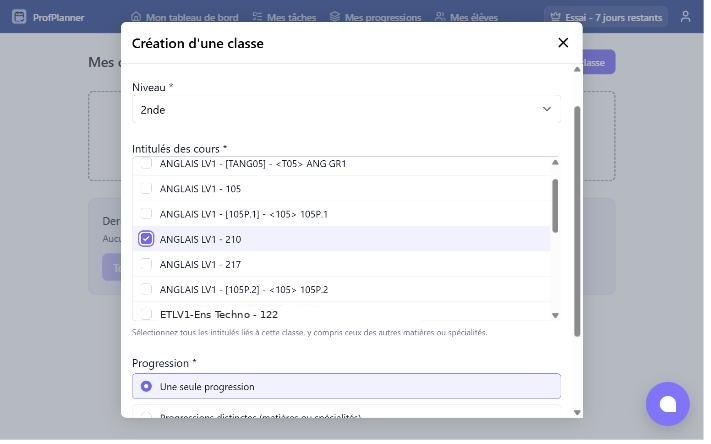 ProfPlanner
Mon tableau de bord
Mes tâches
Mes progressions
Mes élèves
Essai - 7 jours restants
Création d'une classe
Mes c
lasse
Niveau *
2nde
Intitulés des cours *
ANGLAIS LV1 - [TANG05] - <T05> ANG GR1
ANGLAIS LV1 - 105
ANGLAIS LV1 - [105P.1] - <105> 105P.1
ANGLAIS LV1 - 210
Der
Aucu
ANGLAIS LV1 - 217
ANGLAIS LV1 - [105P.2] - <105> 105P.2
ETLV1-Ens Techno - 122
Sélectionnez tous les intitulés liés à cette classe, y compris ceux des autres matières ou spécialités.
Progression *
Une seule progression
Progressions distinctes (matières ou spécialités)